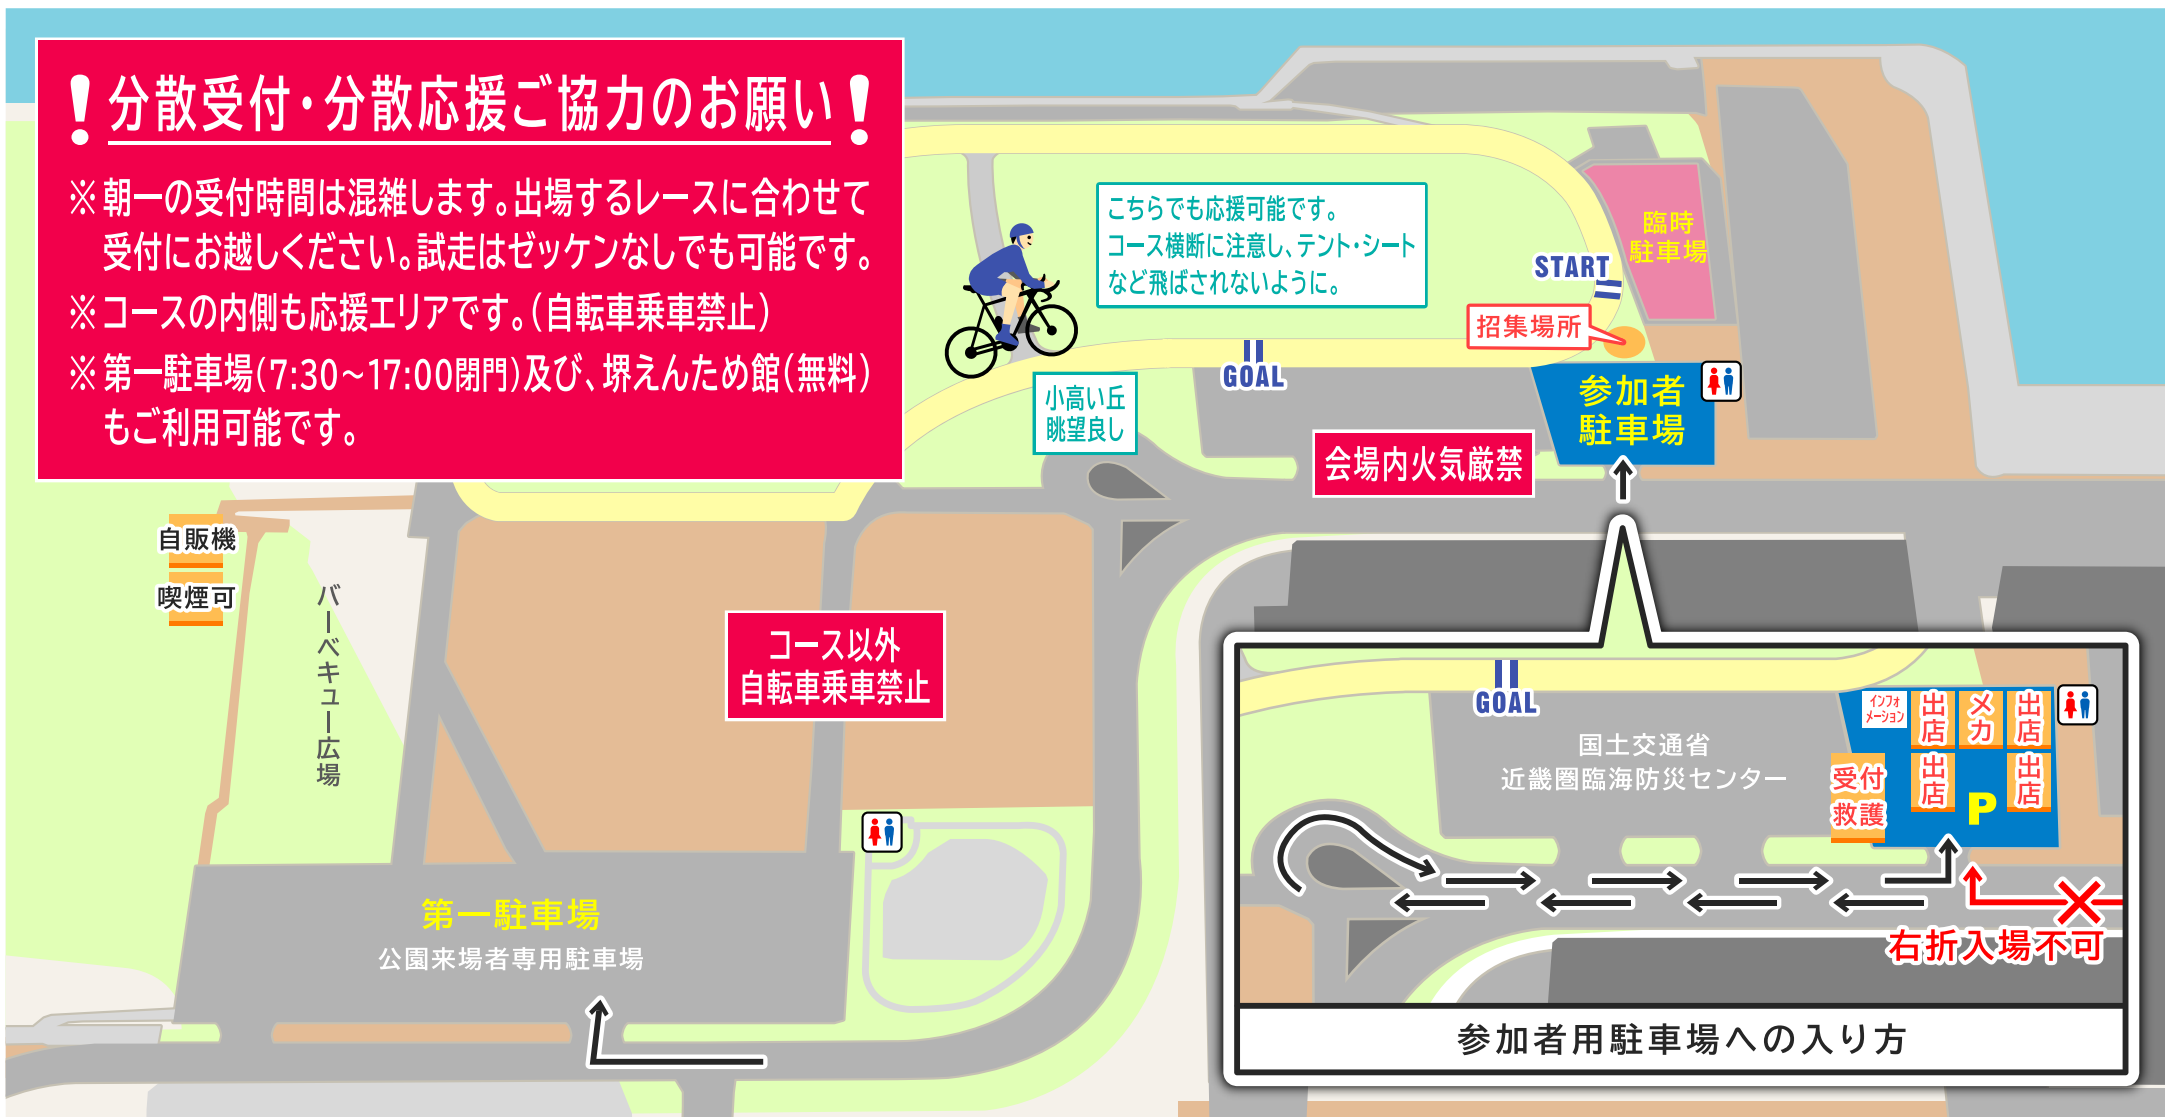 ！分散受付・分散応援ご協力のお願い！
※朝一の受付時間は混雑します。出場するレースに合わせて
受付にお越しください。試走はゼッケンなしでも可能です。
※コースの内側も応援エリアです。（自転車乗車禁止）
※第一駐車場(7:30～17:00閉門)及び、堺えんため館(無料)
もご利用可能です。
こちらでも応援可能です。
コース横断に注意し、テント・シート
など飛ばされないように。
臨時
駐車場
START
招集場所
GOAL
小高い丘
眺望良し
参加者
駐車場
会場内火気厳禁
自販機
喫煙可
バーベキュー広場
コース以外
自転車乗車禁止
第一駐車場
公園来場者専用駐車場
GOAL
国土交通省
近畿圏臨海防災センター
インフォ
メーション
出店
メカ
出店
受付
救護
出店
P
出店
右折入場不可
参加者用駐車場への入り方